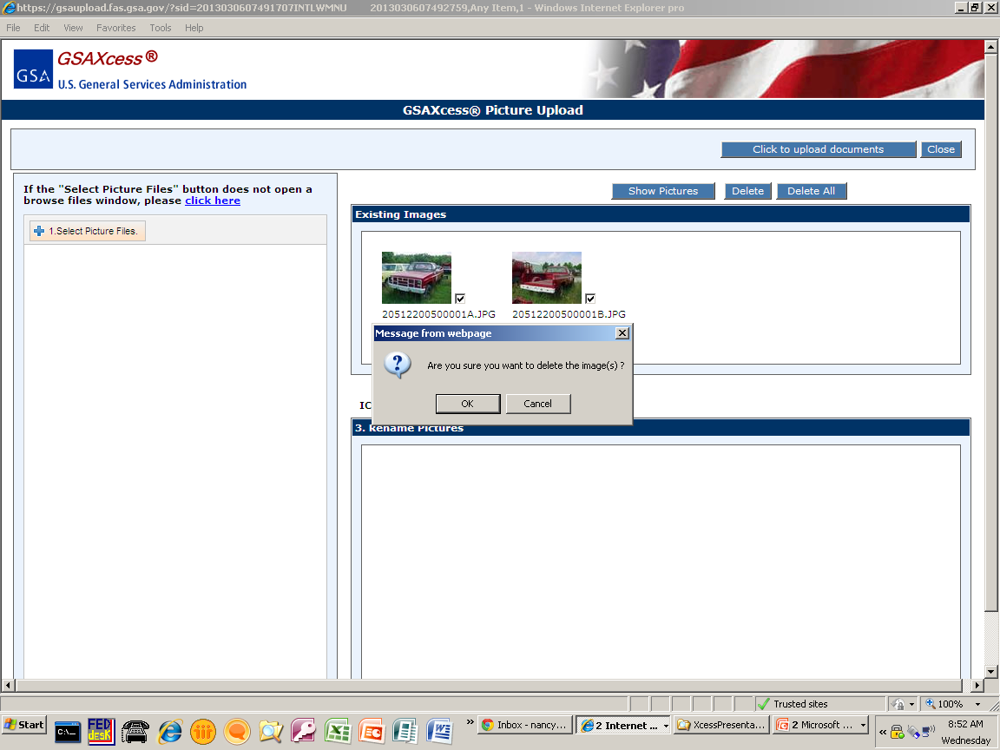 https://gsaupload.fas.gsa.gov/?sid=2013030607491707INTLWMNU 2013030607492759,Any Item,1 - Windows Internet Explorer pro
File Edit View Favorites Tools Help
GSA
GSAXcess ®
U.S. General Services Administration
GSAXcess® Picture Upload
Click to upload documents Close
If the "Select Picture Files" button does not open a
browse files window, please click here
1.Select Picture Files.
Show Pictures Delete Delete All
Existing Images
20512200500001A.JPG 20512200500001B.JPG
Message from webpage
Are you sure you want to delete the image(s) ?
OK Cancel
IC
3. Rename Pictures
Trusted sites 100%
Start
C:\-
FED
desK
» Inbox - nancy... 2 Internet ... XcessPresenta... 2 Microsoft ...
« 8:52 AM
Wednesday